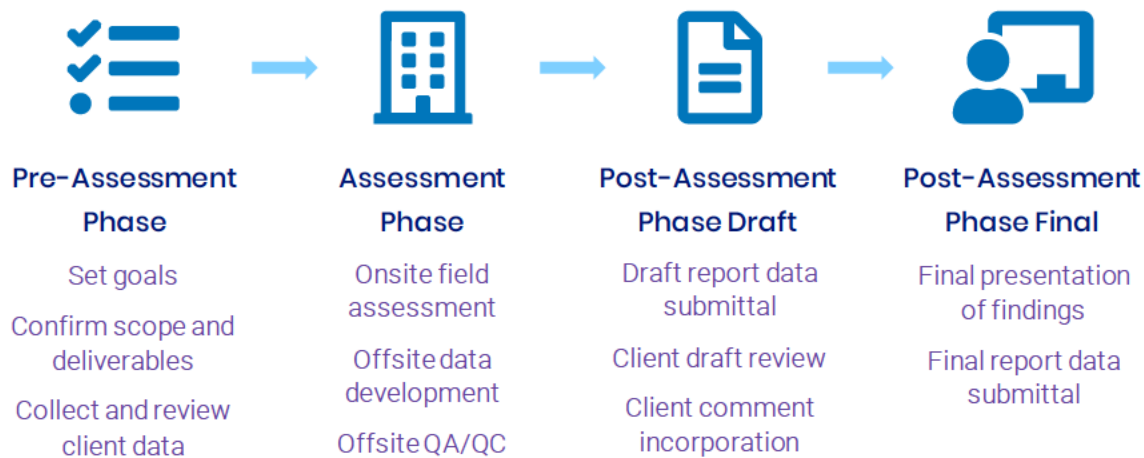 Pre-Assessment
Phase
Set goals
Confirm scope and
deliverables
Collect and review
client data
Assessment
Phase
Onsite field
assessment
Offsite data
development
Offsite QA/QC
Post-Assessment
Phase Draft
Draft report data
submittal
Client draft review
Client comment
incorporation
Post-Assessment
Phase Final
Final presentation
of findings
Final report data
submittal